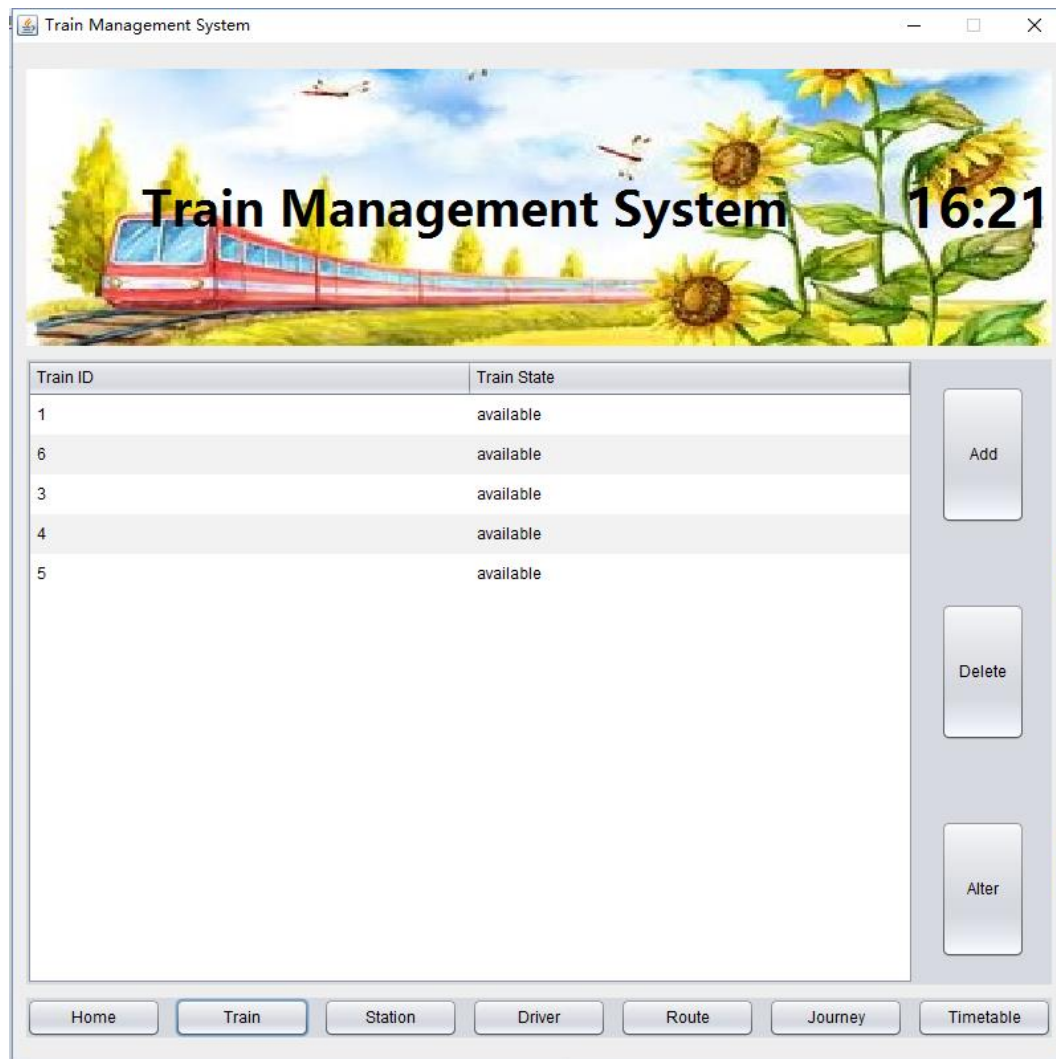 Train Management System
Train Management System 16:21
Train ID Train State
1 available
6 available
3 available
4 available
5 available
Add
Delete
Alter
Home Train Station Driver Route Journey Timetable